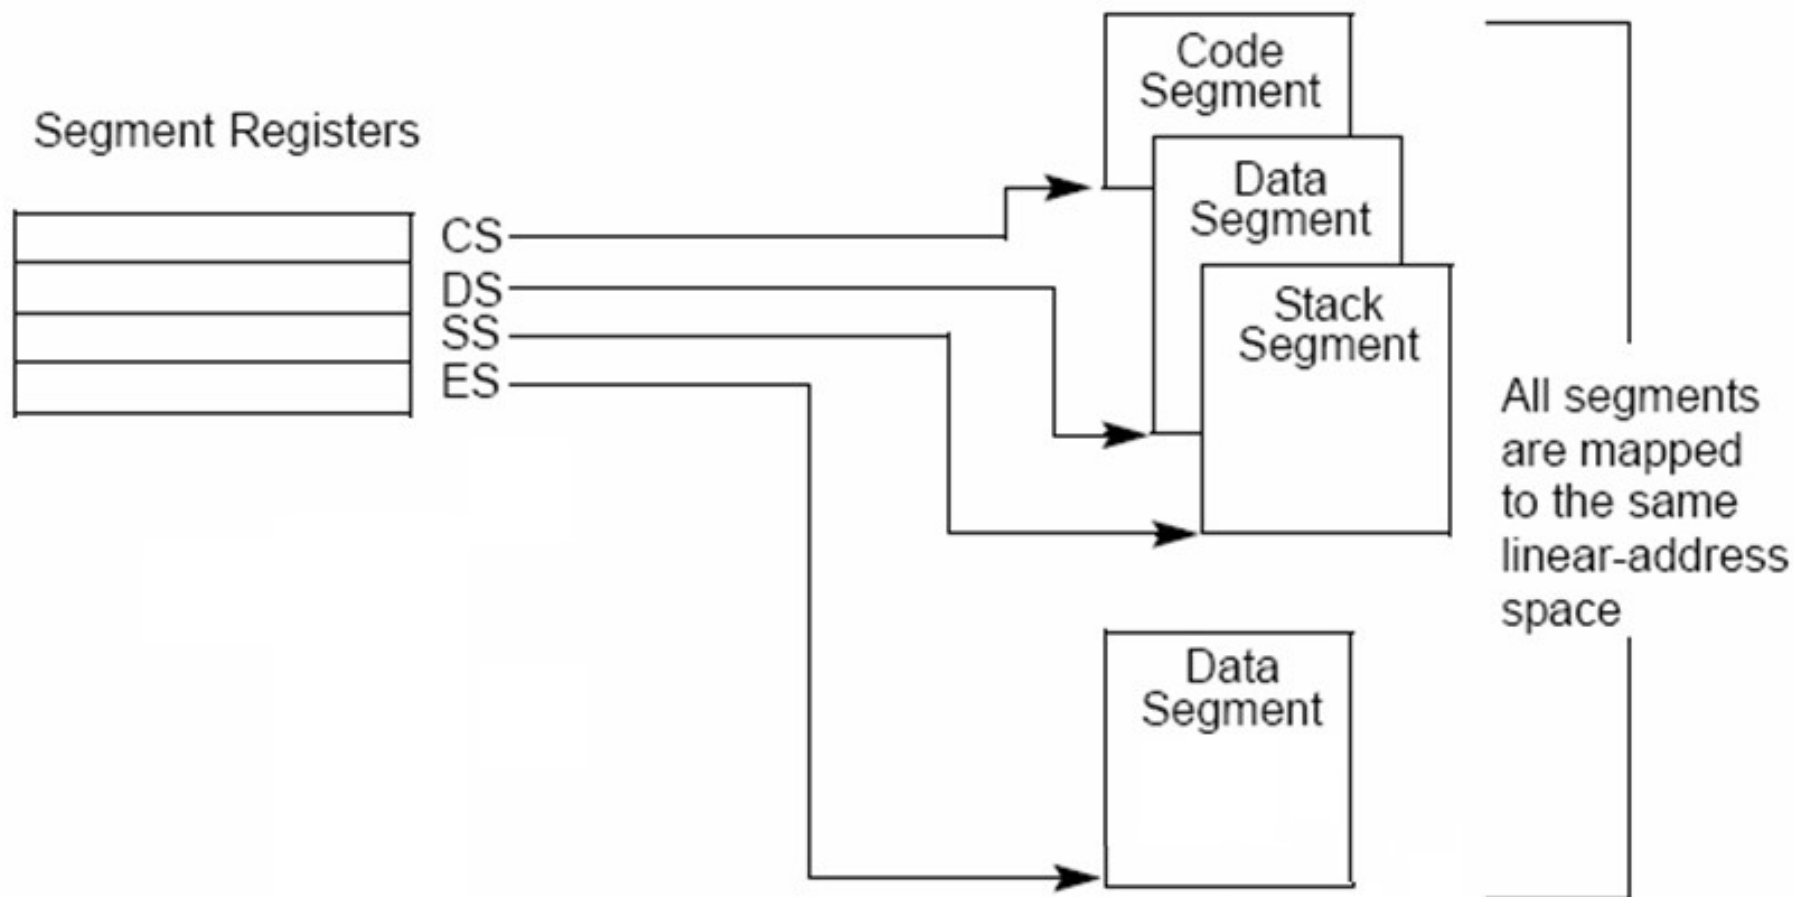 Segment Registers
CS
DS
SS
ES
Code
Segment
Data
Segment
Stack
Segment
Data
Segment
All segments
are mapped
to the same
linear-address
space